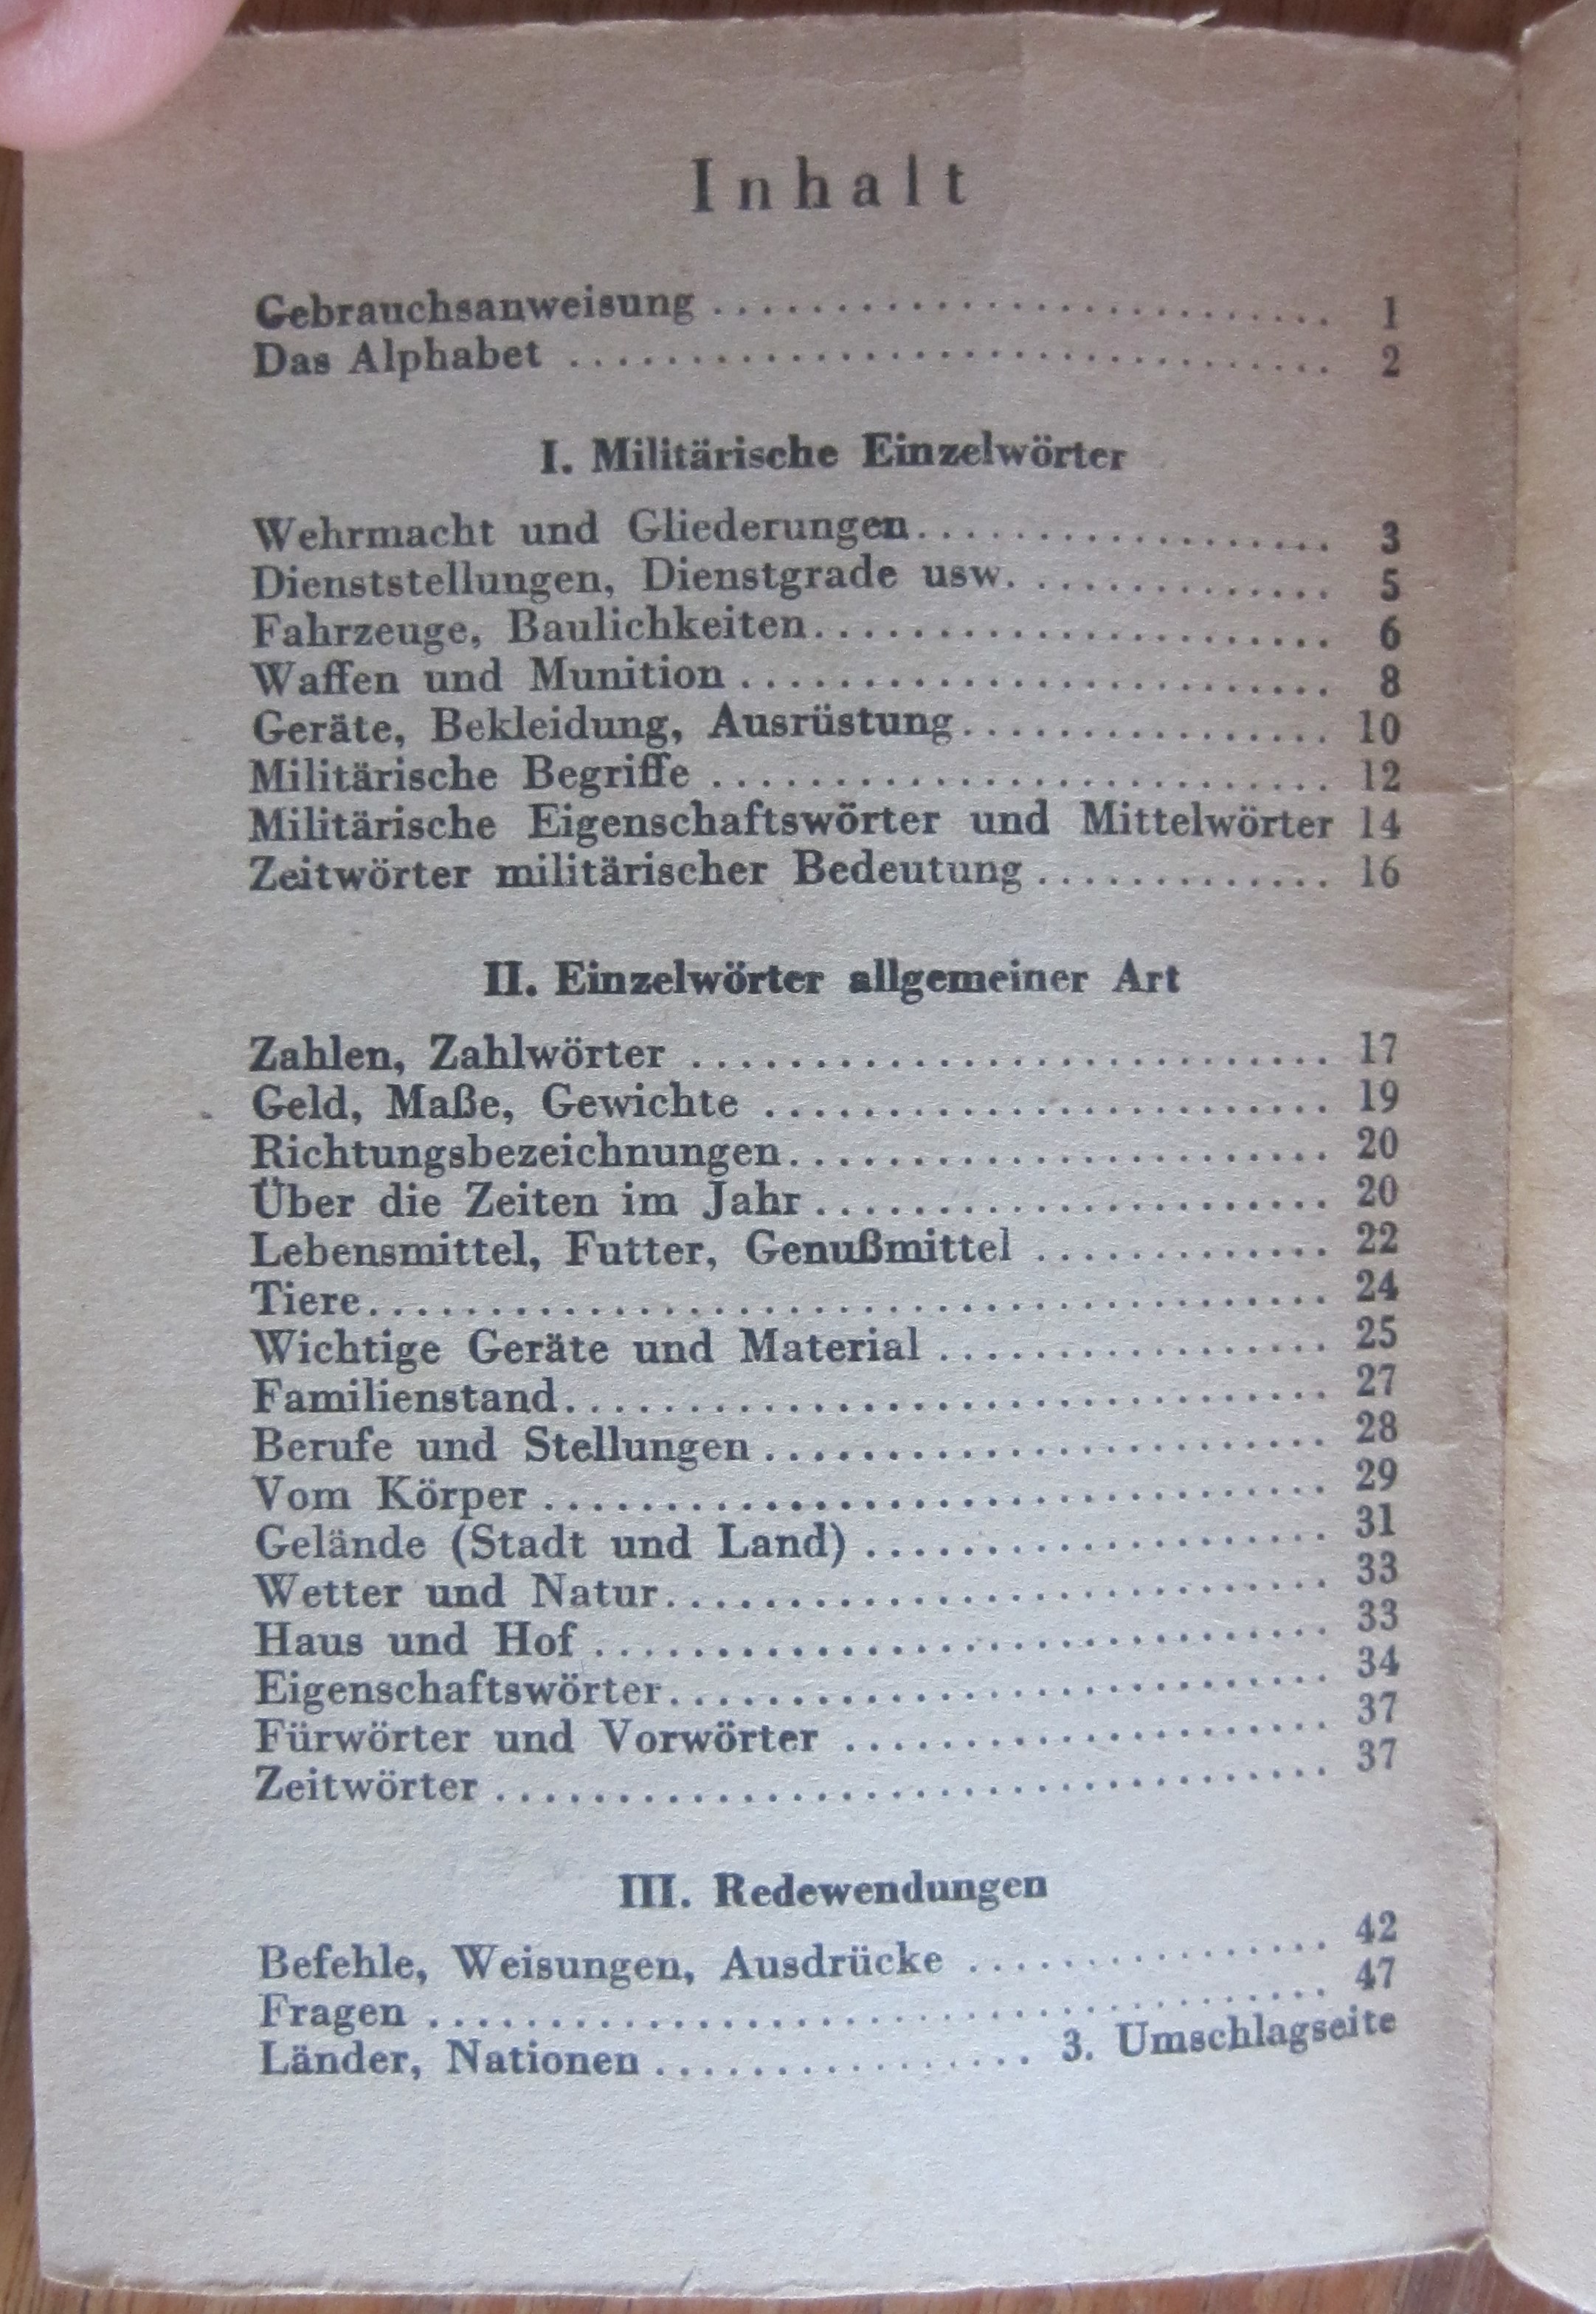 Inhalt
Gebrauchsanweisung ........................ 1
Das Alphabet ............................... 2
I. Militärische Einzelwörter
Wehrmacht und Gliederungen ................. 3
Dienststellungen, Dienstgrade usw. ............. 5
Fahrzeuge, Baulichkeiten ..................... 6
Waffen und Munition ........................ 8
Geräte, Bekleidung, Ausrüstung ............... 10
Militärische Begriffe ......................... 12
Militärische Eigenschaftswörter und Mittelwörter 14
Zeitwörter militärischer Bedeutung ............ 16
II. Einzelwörter allgemeiner Art
Zahlen, Zahlwörter .......................... 17
Geld, Maße, Gewichte ....................... 19
Richtungsbezeichnungen ...................... 20
Über die Zeiten im Jahr ..................... 20
Lebensmittel, Futter, Genußmittel ............ 22
Tiere ....................................... 24
Wichtige Geräte und Material ................ 25
Familienstand ............................... 27
Berufe und Stellungen ....................... 28
Vom Körper ................................ 29
Gelände (Stadt und Land) ................... 31
Wetter und Natur ........................... 33
Haus und Hof .............................. 33
Eigenschaftswörter ........................... 34
Fürwörter und Vorwörter .................... 37
Zeitwörter .................................. 37
III. Redewendungen
Befehle, Weisungen, Ausdrücke ............... 42
Fragen ..................................... 47
Länder, Nationen ................ 3. Umschlagseite